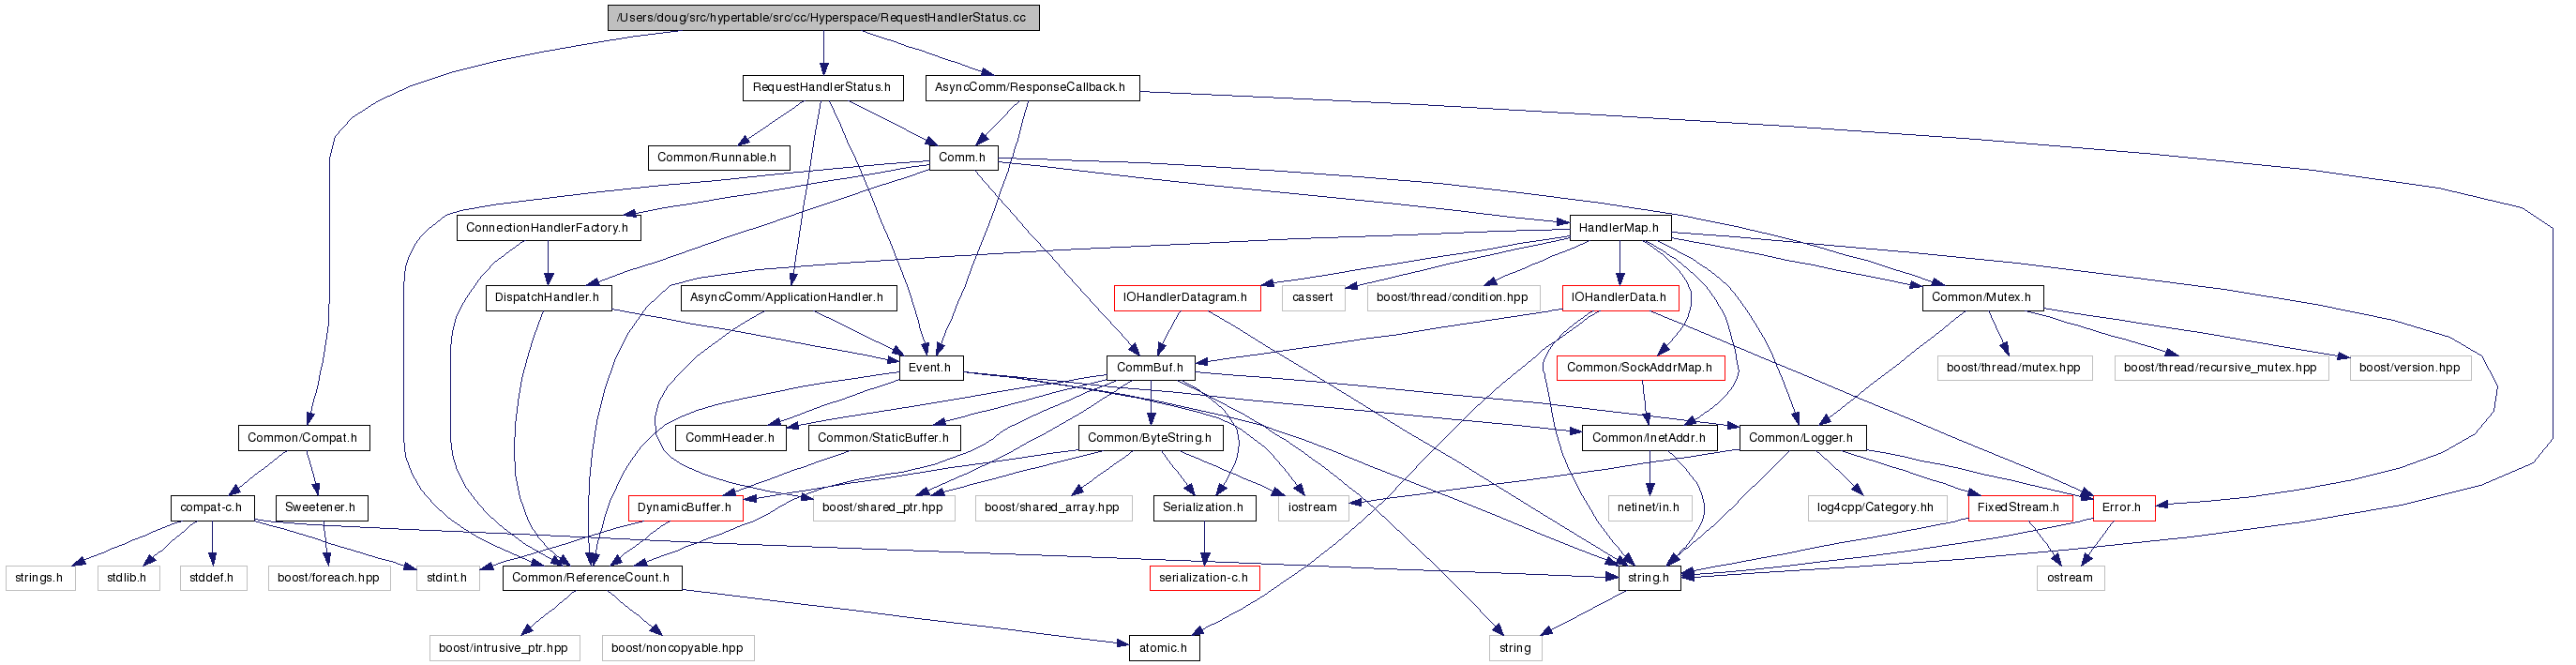 /Users/doug/src/hypertable/src/cc/Hyperspace/RequestHandlerStatus.cc
RequestHandlerStatus.h
AsyncComm/ResponseCallback.h
Common/Runnable.h
Comm.h
ConnectionHandlerFactory.h
HandlerMap.h
DispatchHandler.h
AsyncComm/ApplicationHandler.h
IOHandlerDatagram.h
cassert
boost/thread/condition.hpp
IOHandlerData.h
Common/Mutex.h
Event.h
CommBuf.h
Common/SockAddrMap.h
boost/thread/mutex.hpp
boost/thread/recursive_mutex.hpp
boost/version.hpp
Common/Compat.h
CommHeader.h
Common/StaticBuffer.h
Common/ByteString.h
Common/InetAddr.h
Common/Logger.h
compat-c.h
Sweetener.h
DynamicBuffer.h
boost/shared_ptr.hpp
boost/shared_array.hpp
Serialization.h
iostream
netinet/in.h
log4cpp/Category.hh
FixedStream.h
Error.h
strings.h
stdlib.h
stddef.h
boost/foreach.hpp
stdint.h
Common/ReferenceCount.h
serialization-c.h
string.h
ostream
boost/intrusive_ptr.hpp
boost/noncopyable.hpp
atomic.h
string